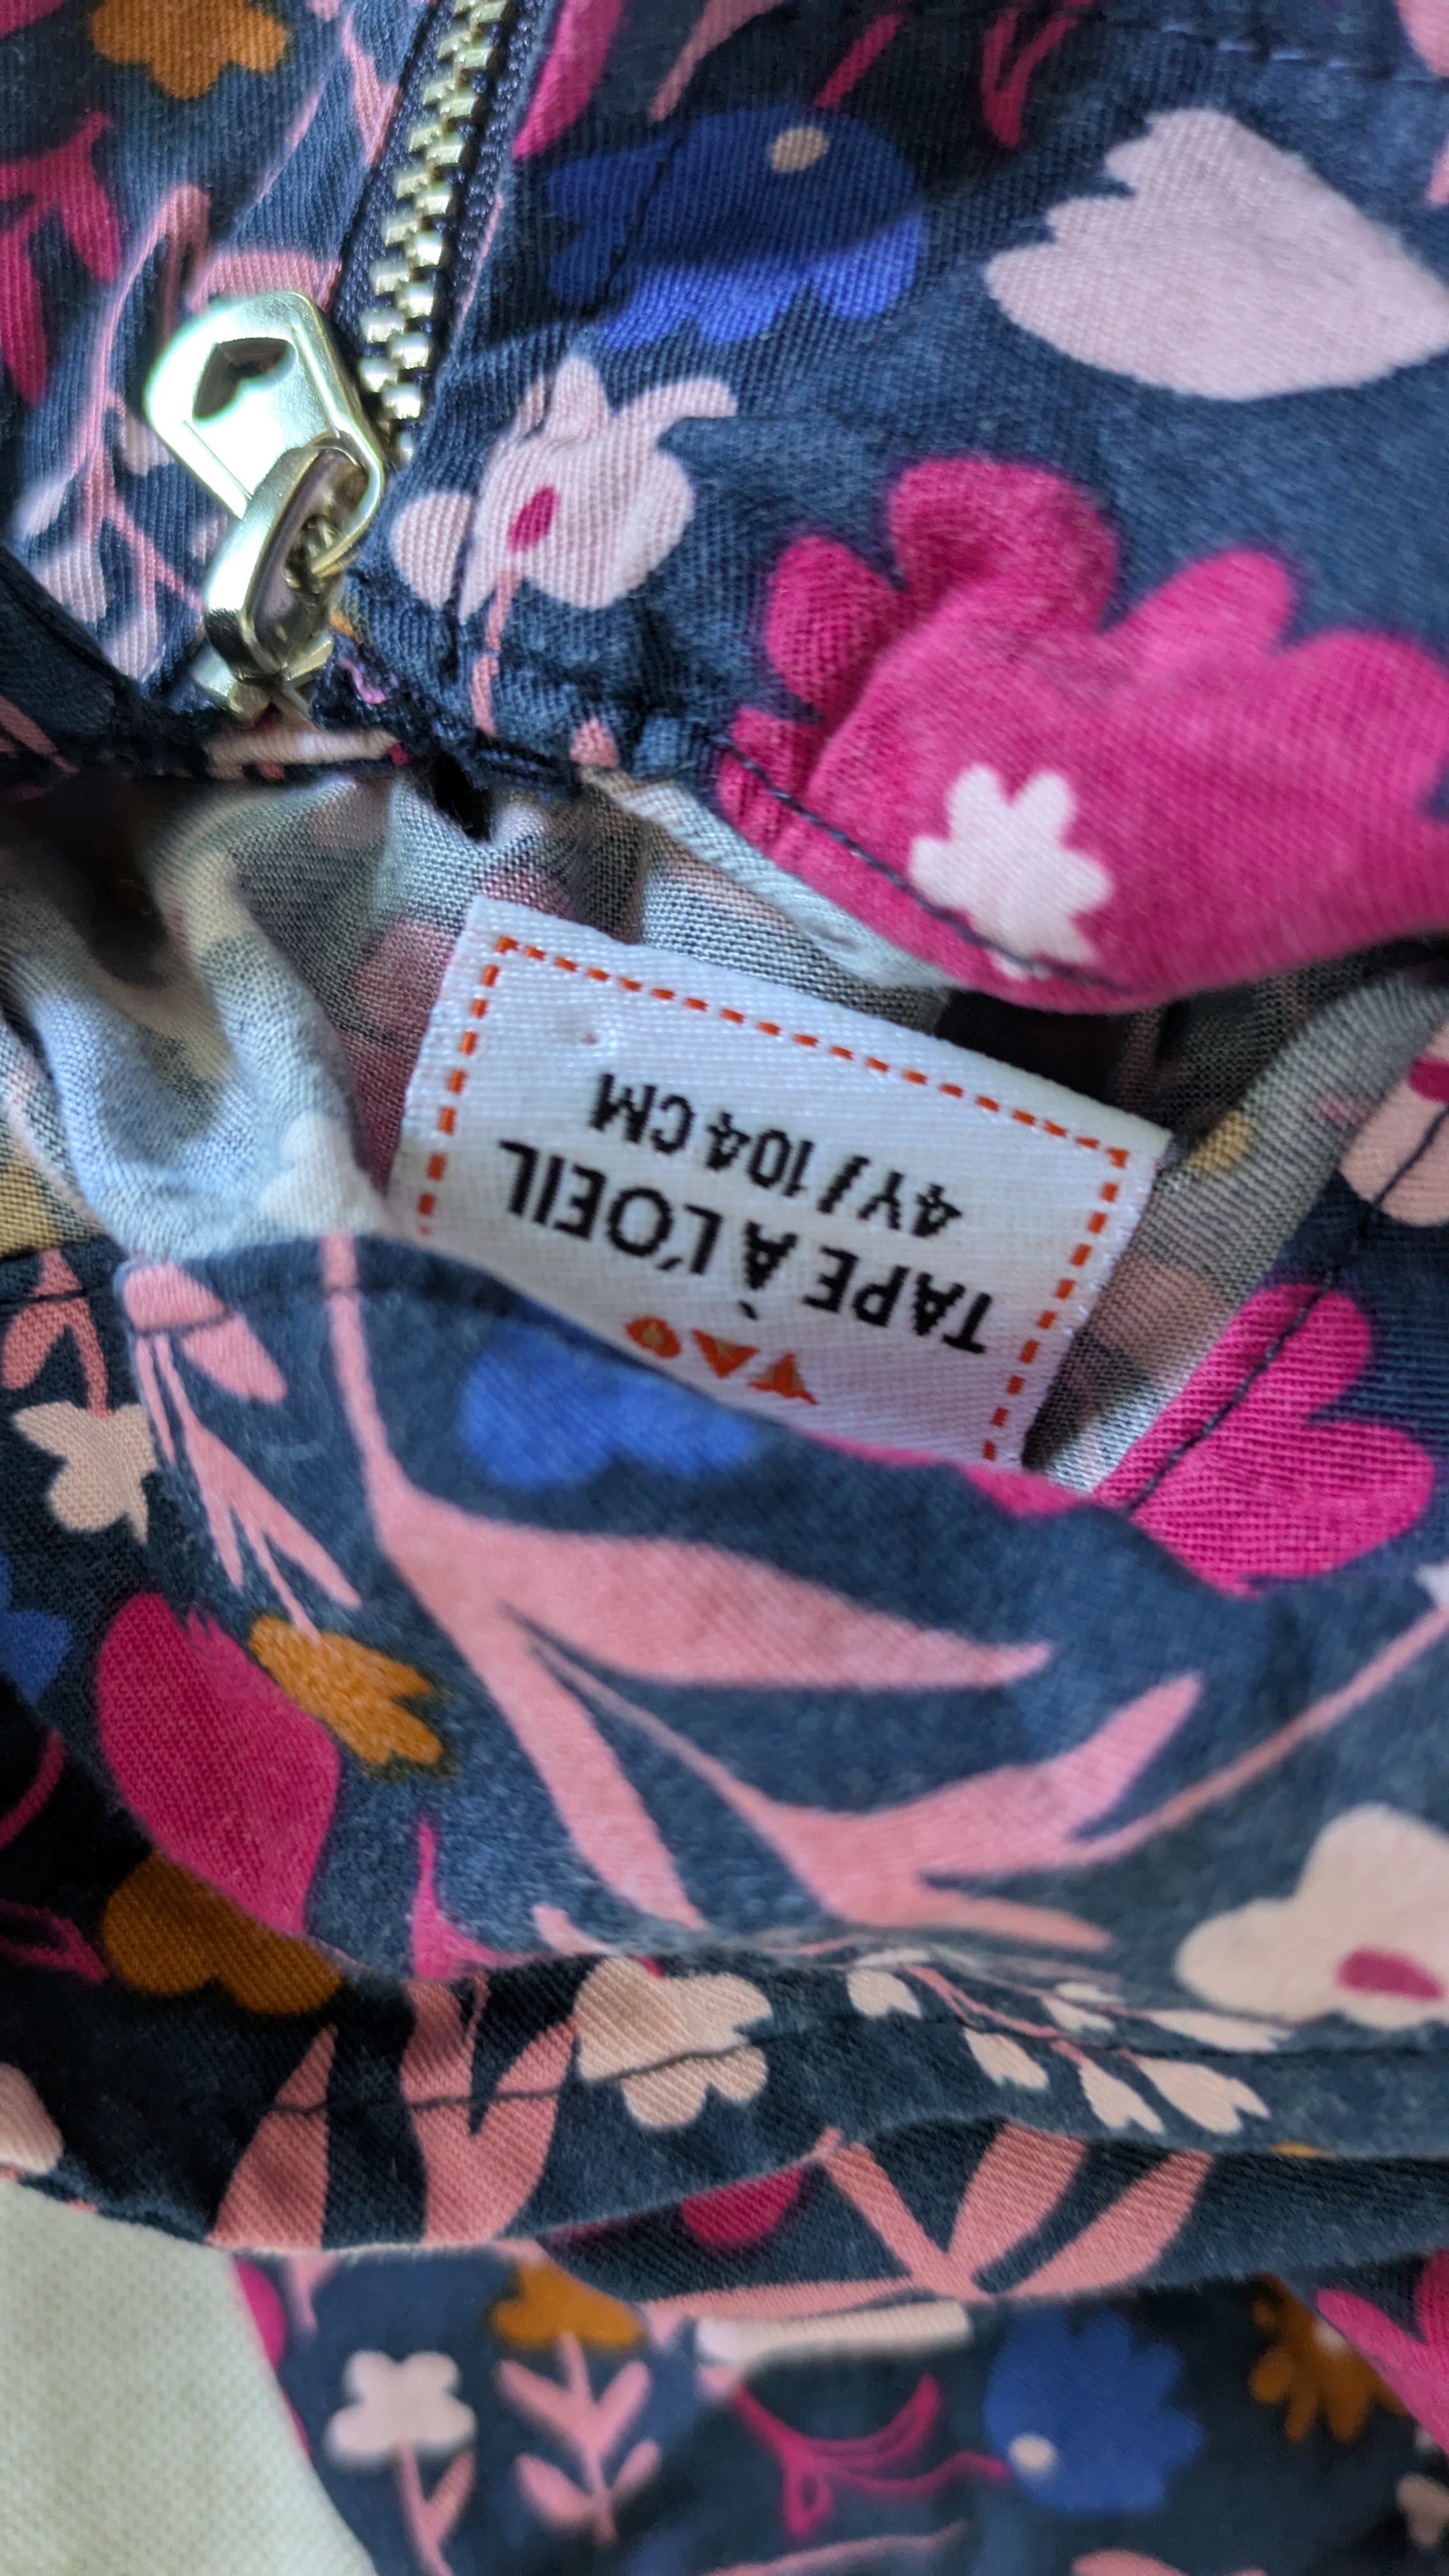 TAO
TAPE À L'OEIL
4Y/104CM